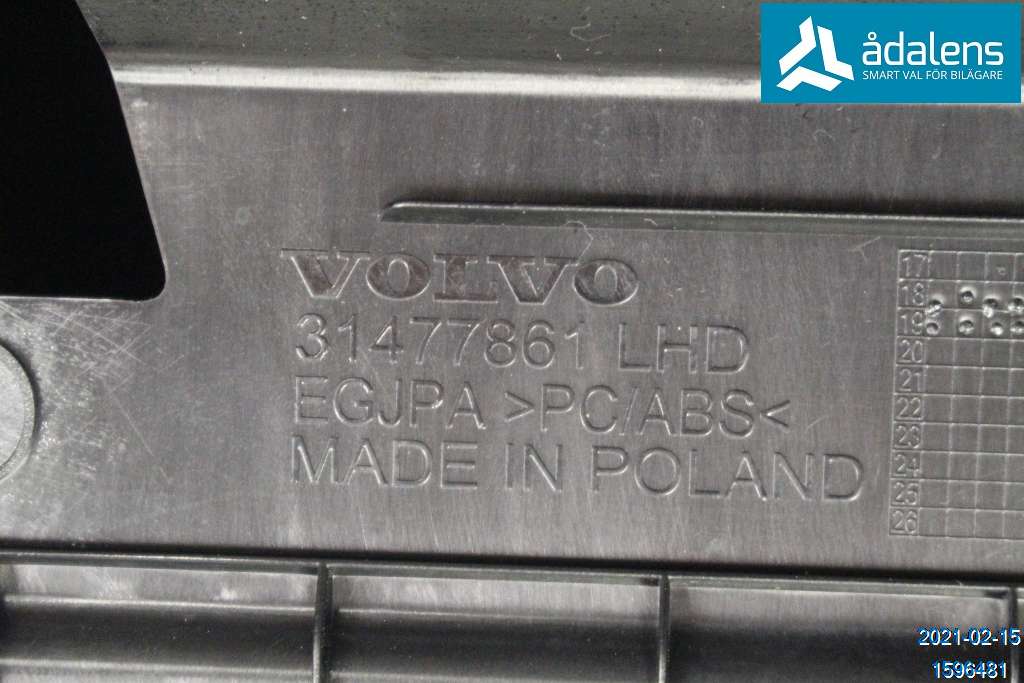 ådalens
SMART VAL FÖR BILÄGARE
VOLVO
31477861 LHD
EGJPA >PC/ABS<
MADE IN POLAND
17
18
19
20
21
22
23
24
25
26
2021-02-15
1596481